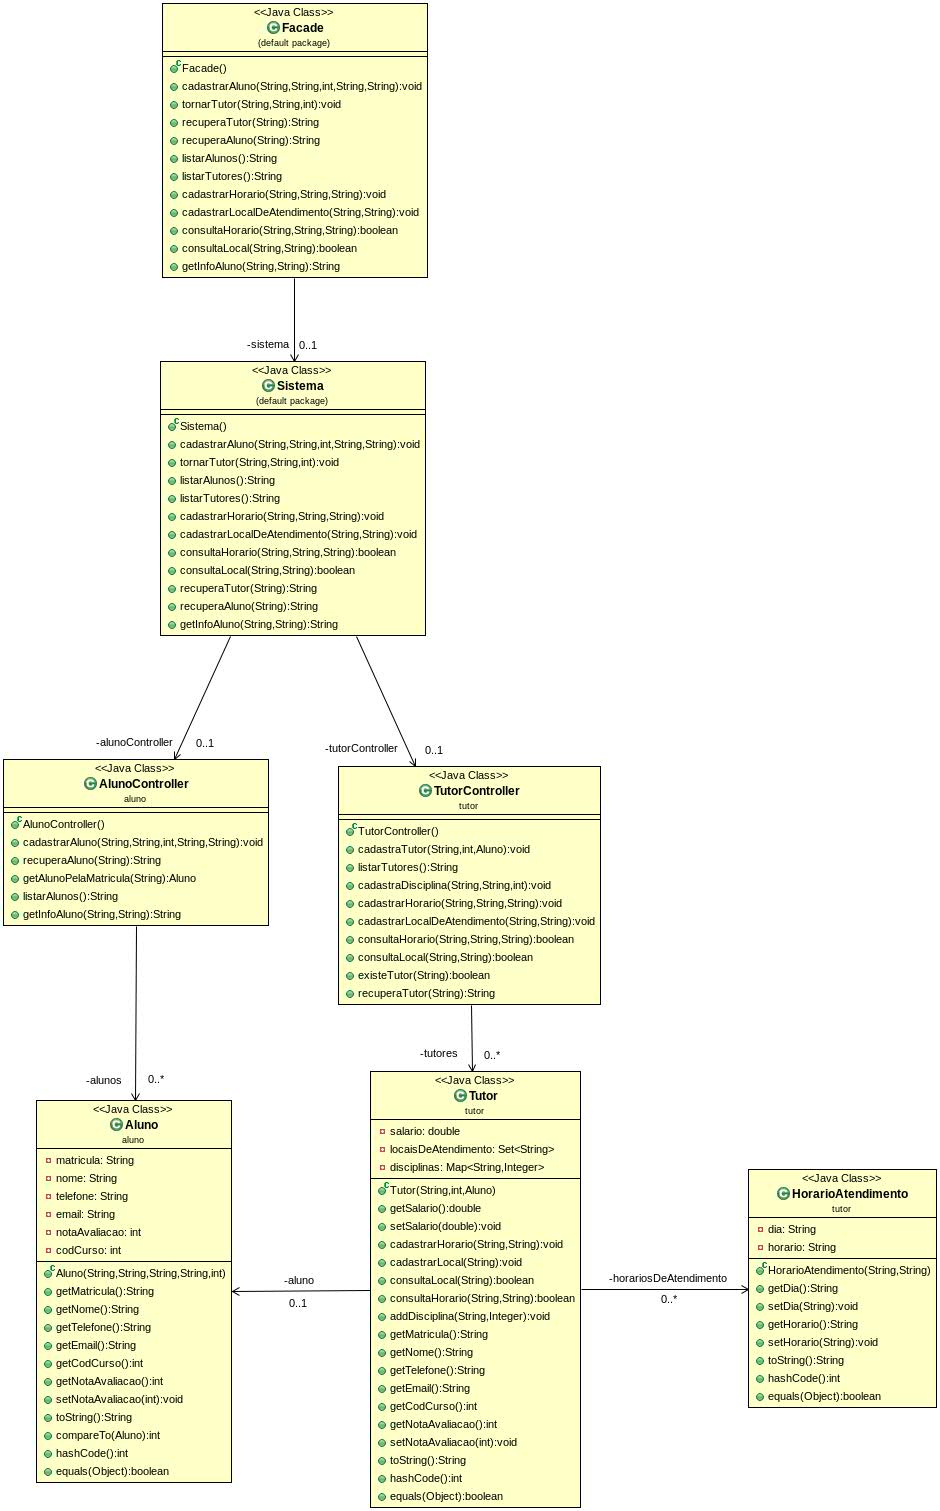 <<Java Class>>
Facade
(default package)
Facade()
cadastrarAluno(String,String,int,String,String):void
tornarTutor(String,String,int):void
recuperaTutor(String):String
recuperaAluno(String):String
listarAlunos():String
listarTutores():String
cadastrarHorario(String,String,String):void
cadastrarLocalDeAtendimento(String,String):void
consultaHorario(String,String,String):boolean
consultaLocal(String,String):boolean
getInfoAluno(String,String):String
-sistema 0..1
<<Java Class>>
Sistema
(default package)
Sistema()
cadastrarAluno(String,String,int,String,String):void
tornarTutor(String,String,int):void
listarAlunos():String
listarTutores():String
cadastrarHorario(String,String,String):void
cadastrarLocalDeAtendimento(String,String):void
consultaHorario(String,String,String):boolean
consultaLocal(String,String):boolean
recuperaTutor(String):String
recuperaAluno(String):String
getInfoAluno(String,String):String
-alunoController 0..1
-tutorController 0..1
<<Java Class>>
AlunoController
aluno
AlunoController()
cadastrarAluno(String,String,int,String,String):void
recuperaAluno(String):String
getAlunoPelaMatricula(String):Aluno
listarAlunos():String
getInfoAluno(String,String):String
<<Java Class>>
TutorController
tutor
TutorController()
cadastraTutor(String,int,Aluno):void
listarTutores():String
cadastraDisciplina(String,String,int):void
cadastrarHorario(String,String,String):void
cadastrarLocalDeAtendimento(String,String):void
consultaHorario(String,String,String):boolean
consultaLocal(String,String):boolean
existeTutor(String):boolean
recuperaTutor(String):String
-alunos 0..*
-tutores 0..*
<<Java Class>>
Aluno
aluno
matricula: String
nome: String
telefone: String
email: String
notaAvaliacao: int
codCurso: int
Aluno(String,String,String,String,int)
getMatricula():String
getNome():String
getTelefone():String
getEmail():String
getCodCurso():int
getNotaAvaliacao():int
setNotaAvaliacao(int):void
toString():String
compareTo(Aluno):int
hashCode():int
equals(Object):boolean
-aluno
0..1
<<Java Class>>
Tutor
tutor
salario: double
locaisDeAtendimento: Set<String>
disciplinas: Map<String,Integer>
Tutor(String,int,Aluno)
getSalario():double
setSalario(double):void
cadastrarHorario(String,String):void
cadastrarLocal(String):void
consultaLocal(String):boolean
consultaHorario(String,String):boolean
addDisciplina(String,Integer):void
getMatricula():String
getNome():String
getTelefone():String
getEmail():String
getCodCurso():int
getNotaAvaliacao():int
setNotaAvaliacao(int):void
toString():String
hashCode():int
equals(Object):boolean
-horariosDeAtendimento
0..*
<<Java Class>>
HorarioAtendimento
tutor
dia: String
horario: String
HorarioAtendimento(String,String)
getDia():String
setDia(String):void
getHorario():String
setHorario(String):void
toString():String
hashCode():int
equals(Object):boolean